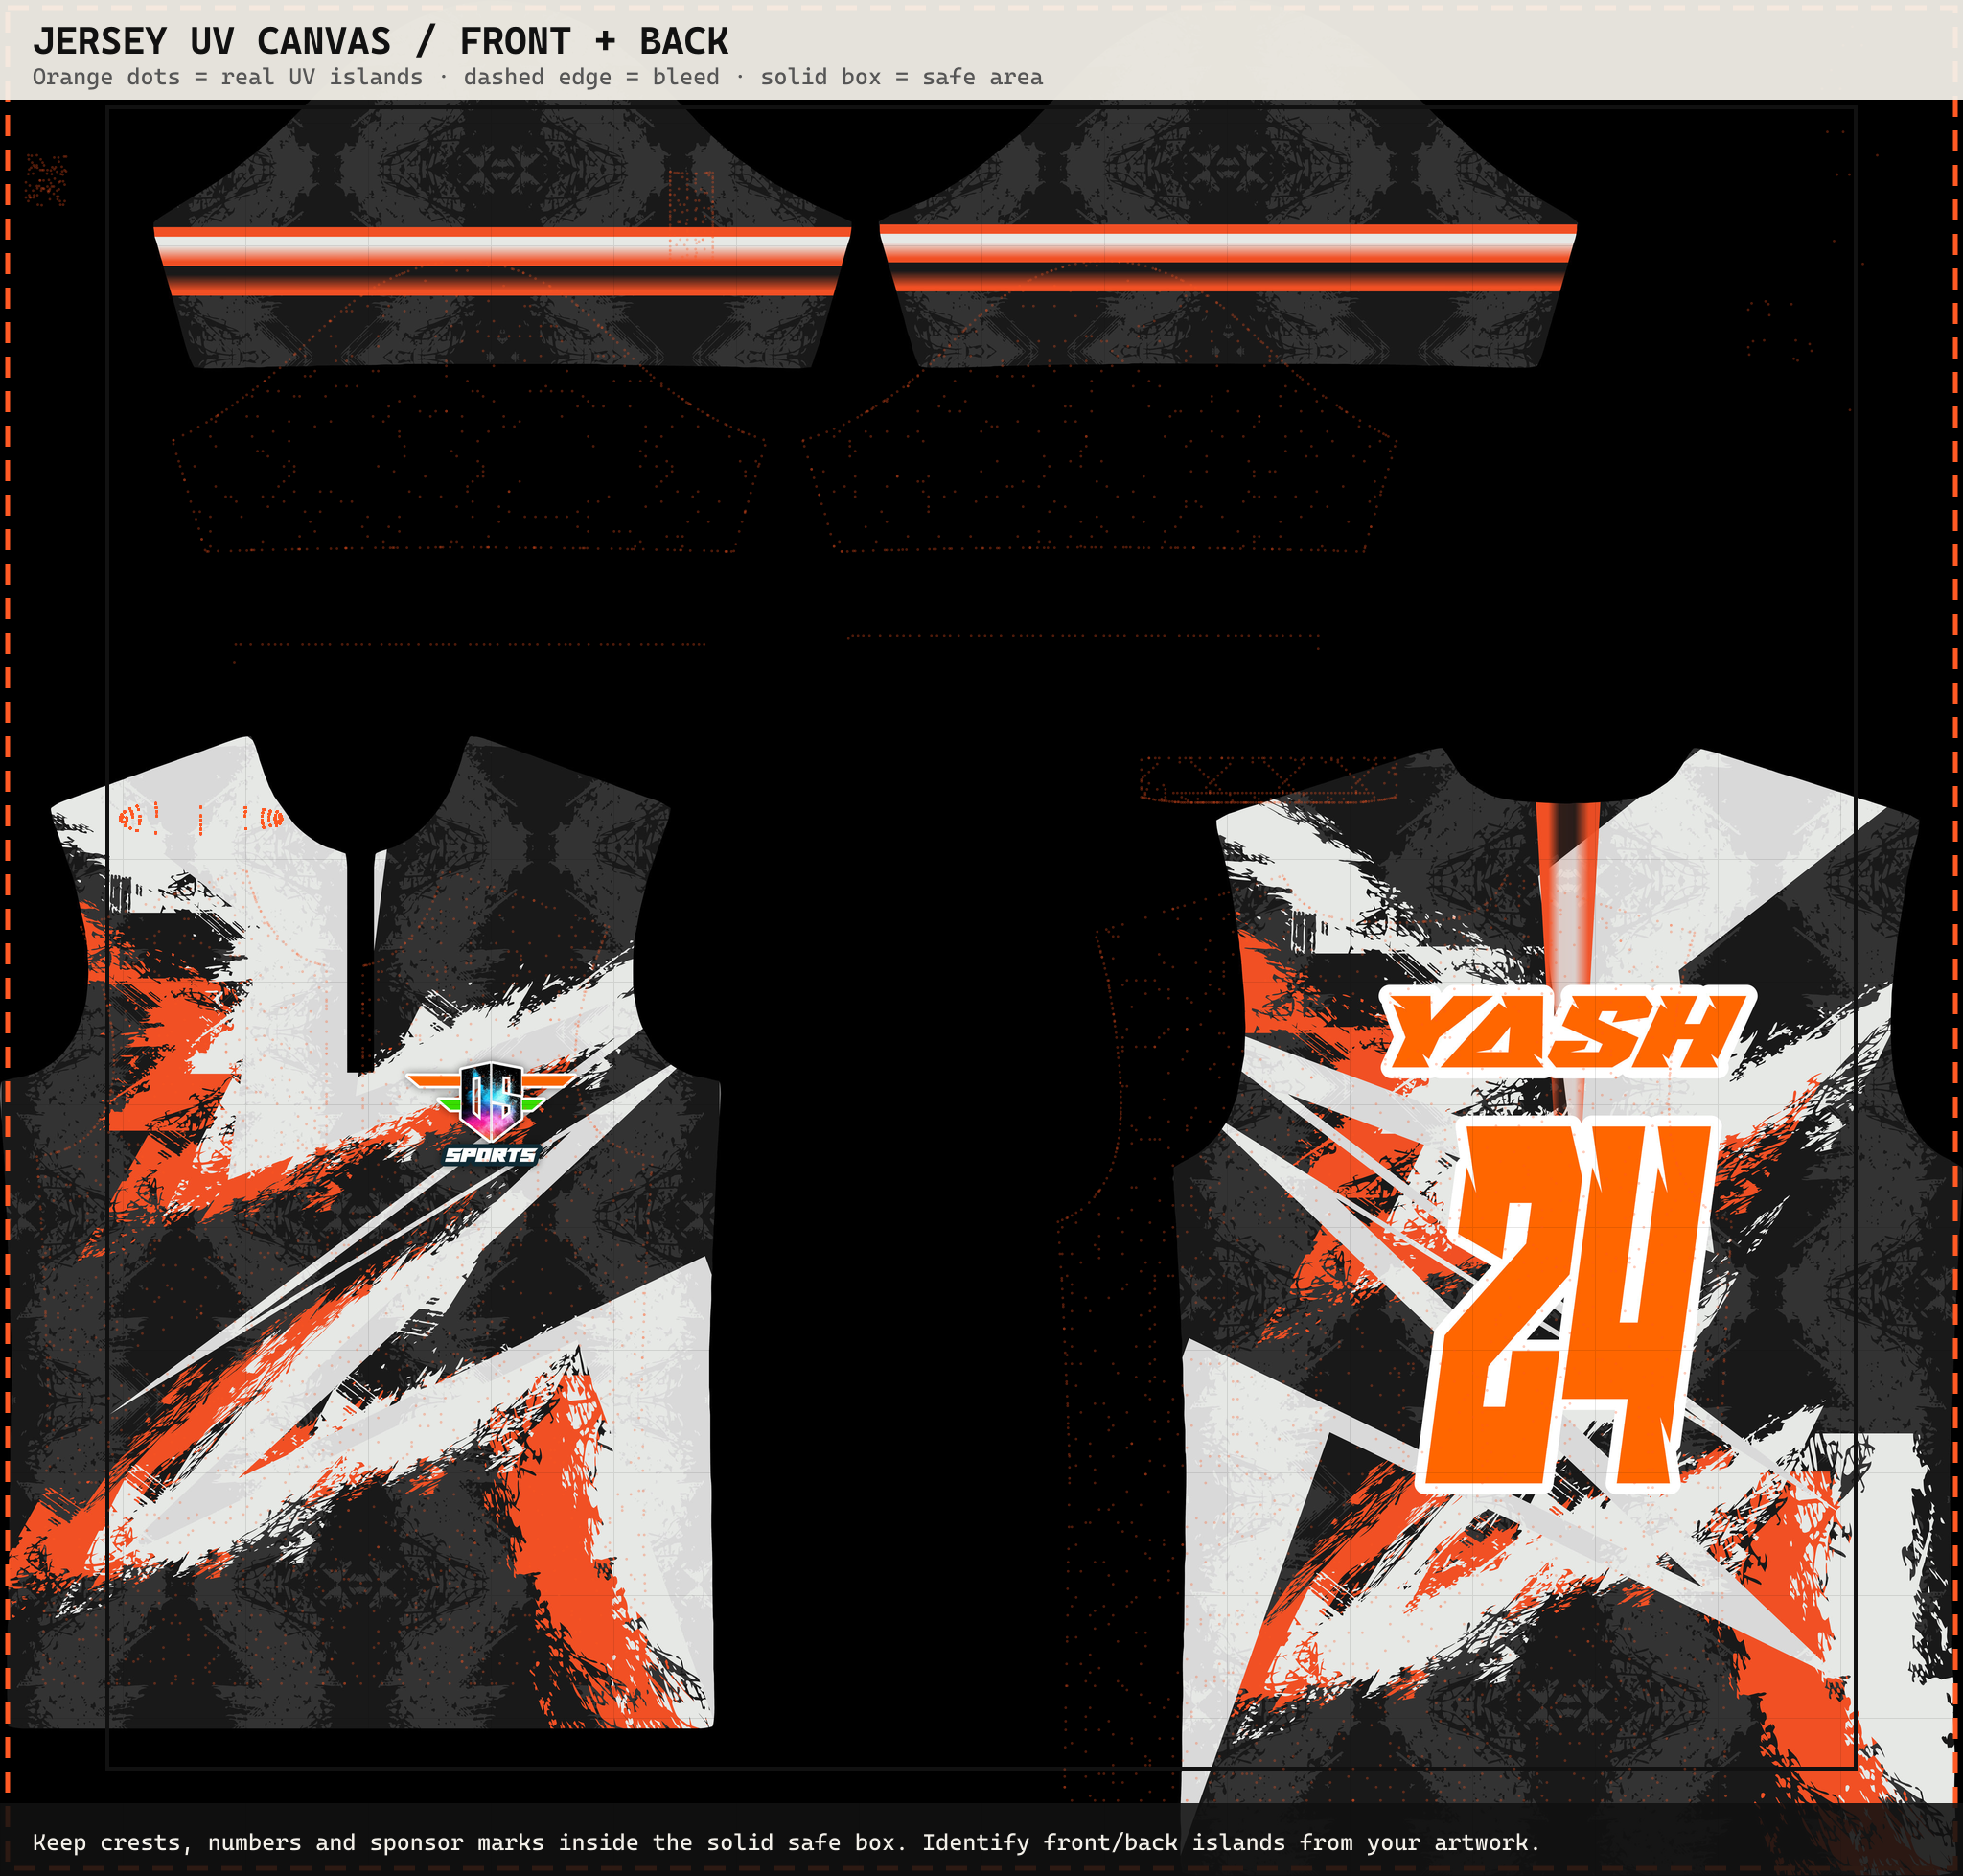 JERSEY UV CANVAS / FRONT + BACK
Orange dots = real UV islands · dashed edge = bleed · solid box = safe area
YASH
DS
SPORTS
24
Keep crests, numbers and sponsor marks inside the solid safe box. Identify front/back islands from your artwork.